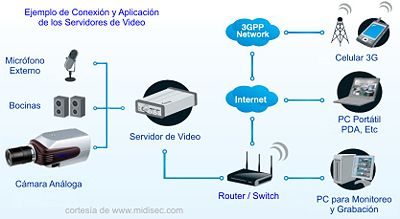 Ejemplo de Conexión y Aplicación
de los Servidores de Video
Micrófono
Externo
Bocinas
Cámara Análoga
Servidor de Video
3GPP
Network
Internet
Router / Switch
Celular 3G
PC Portátil
PDA, Etc
PC para Monitoreo
y Grabación
cortesía de www.midisec.com